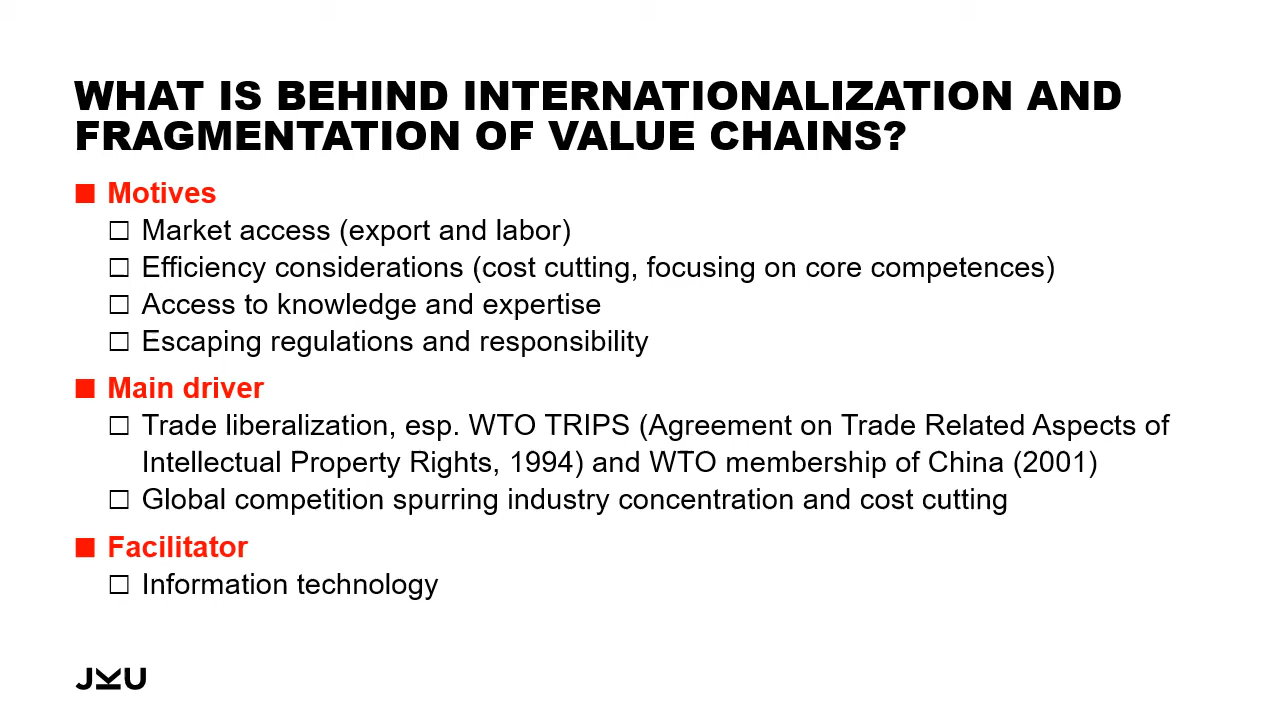 WHAT IS BEHIND INTERNATIONALIZATION AND
FRAGMENTATION OF VALUE CHAINS?
Motives
Market access (export and labor)
Efficiency considerations (cost cutting, focusing on core competences)
Access to knowledge and expertise
Escaping regulations and responsibility
Main driver
Trade liberalization, esp. WTO TRIPS (Agreement on Trade Related Aspects of
Intellectual Property Rights, 1994) and WTO membership of China (2001)
Global competition spurring industry concentration and cost cutting
Facilitator
Information technology
JKU